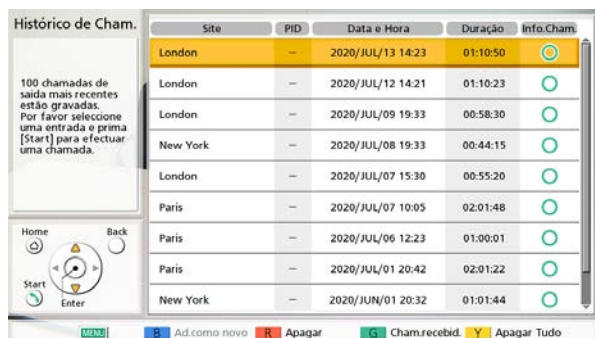 Histórico de Cham.
100 chamadas de
saída mais recentes
estão gravadas.
Por favor seleccione
uma entrada e prima
[Start] para efectuar
uma chamada.
Home Back
Start
Enter
Site PID Data e Hora Duração Info.Cham.
London — 2020/JUL/13 14:23 01:10:50
London — 2020/JUL/12 14:21 01:10:23
London — 2020/JUL/09 19:33 00:58:30
New York — 2020/JUL/08 19:33 00:44:15
London — 2020/JUL/07 15:30 00:55:20
Paris — 2020/JUL/07 10:05 02:01:48
Paris — 2020/JUL/06 12:23 01:00:01
Paris — 2020/JUL/01 20:42 02:01:22
New York — 2020/JUN/01 20:32 01:01:44
MENU B Ad.como novo R Apagar G Cham.recebid. Y Apagar Tudo